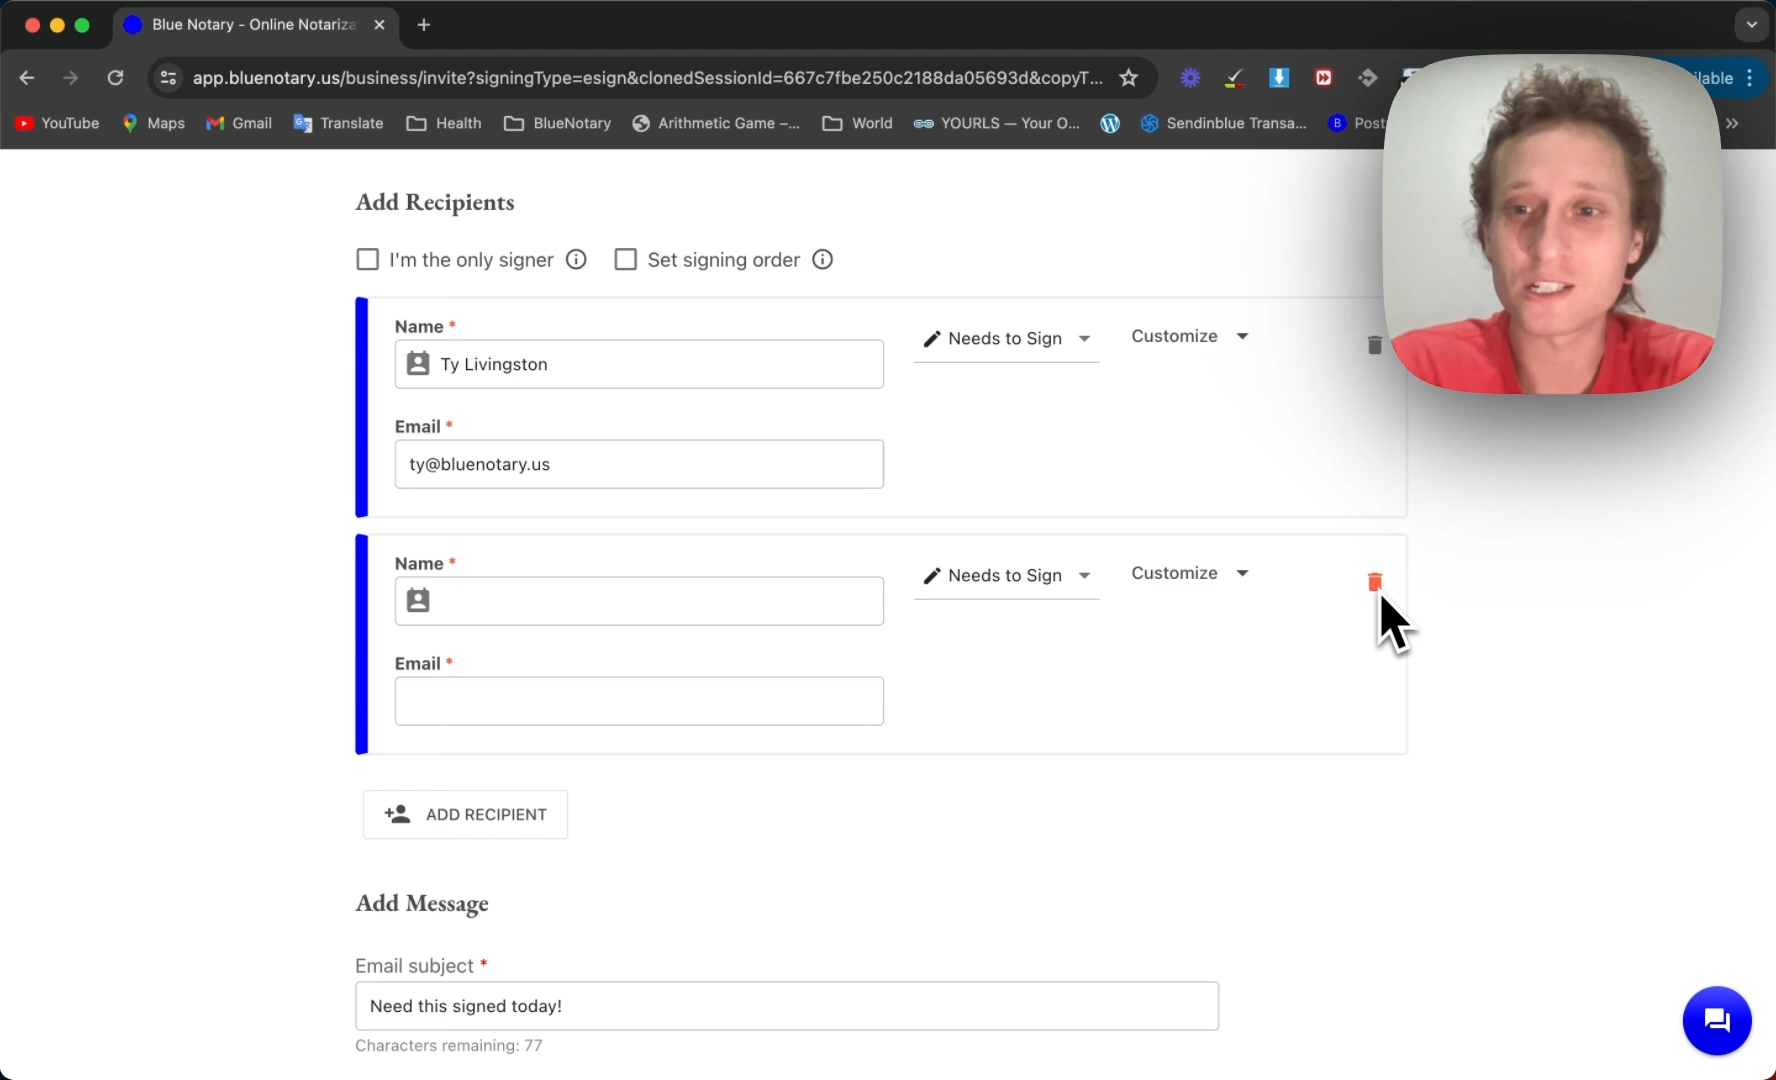 Blue Notary - Online Notariza
app.bluenotary.us/business/invite?signingType=esign&clonedSessionId=667c7fbe250c2188da05693d&copyT...
lable
YouTube
Maps
Gmail
Translate
Health
BlueNotary
Arithmetic Game –...
World
YOURLS — Your O...
Sendinblue Transa...
B
Post
Add Recipients
I'm the only signer
Set signing order
Name *
Needs to Sign
Customize
Ty Livingston
Email *
ty@bluenotary.us
Name *
Needs to Sign
Customize
Email *
ADD RECIPIENT
Add Message
Email subject *
Need this signed today!
Characters remaining: 77